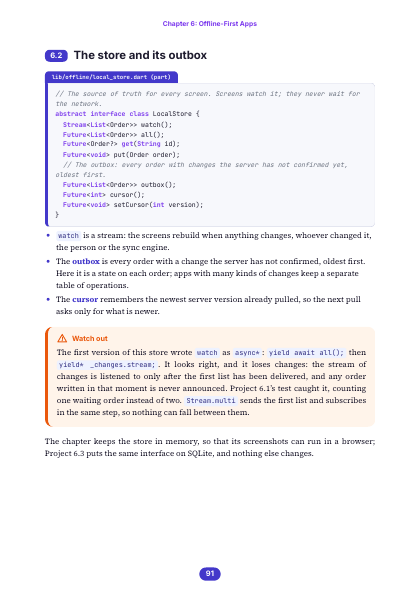 Chapter 6: Offline-First Apps
6.2 The store and its outbox
lib/offline/local_store.dart (part)
// The source of truth for every screen. Screens watch it; they never wait for
the network.
abstract interface class LocalStore {
  Stream<List<Order>> watch();
  Future<List<Order>> all();
  Future<Order?> get(String id);
  Future<void> put(Order order);
  // The outbox: every order with changes the server has not confirmed yet,
oldest first.
  Future<List<Order>> outbox();
  Future<int> cursor();
  Future<void> setCursor(int version);
}
• watch is a stream: the screens rebuild when anything changes, whoever changed it,
the person or the sync engine.
• The outbox is every order with a change the server has not confirmed, oldest first.
Here it is a state on each order; apps with many kinds of changes keep a separate
table of operations.
• The cursor remembers the newest server version already pulled, so the next pull
asks only for what is newer.
Watch out
The first version of this store wrote watch as async*: yield await all(); then
yield* _changes.stream;. It looks right, and it loses changes: the stream of
changes is listened to only after the first list has been delivered, and any order
written in that moment is never announced. Project 6.1's test caught it, counting
one waiting order instead of two. Stream.multi sends the first list and subscribes
in the same step, so nothing can fall between them.
The chapter keeps the store in memory, so that its screenshots can run in a browser;
Project 6.3 puts the same interface on SQLite, and nothing else changes.
91